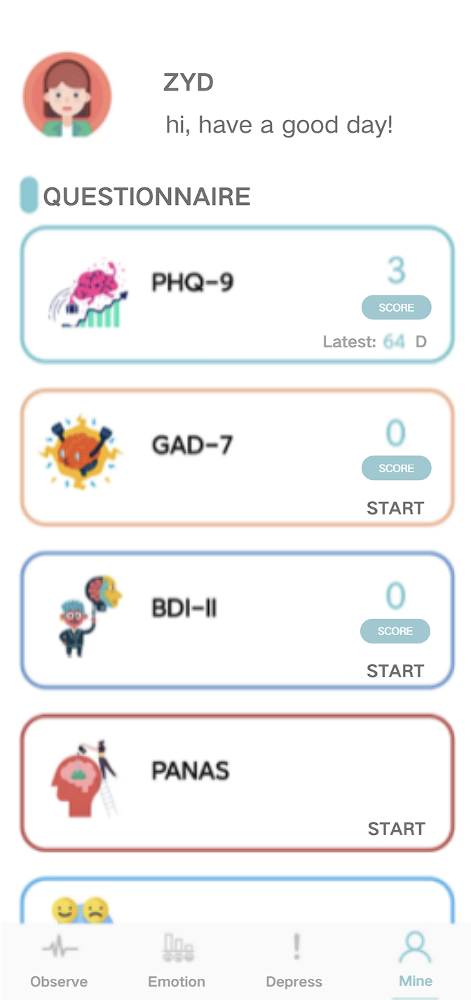 ZYD
hi, have a good day!
QUESTIONNAIRE
PHQ-9
3
SCORE
Latest: 64 D
GAD-7
0
SCORE
START
BDI-II
0
SCORE
START
PANAS
START
Observe Emotion Depress Mine